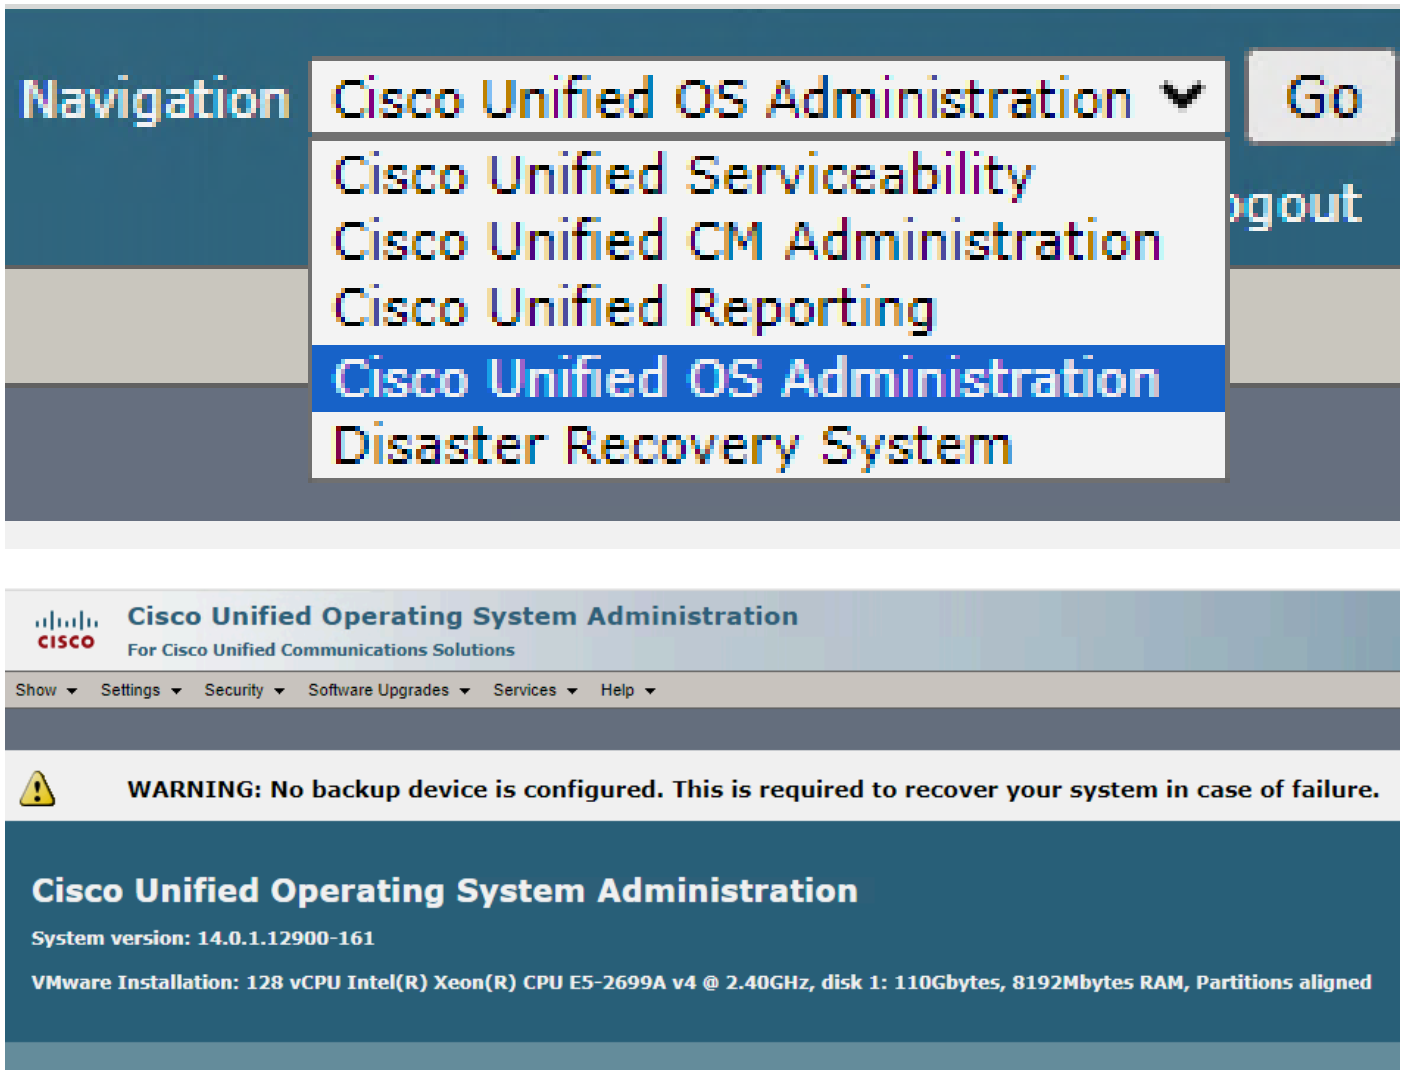 Navigation Cisco Unified OS Administration Go
Cisco Unified Serviceability
ogout
Cisco Unified CM Administration
Cisco Unified Reporting
Cisco Unified OS Administration
Disaster Recovery System
CISCO
Cisco Unified Operating System Administration
For Cisco Unified Communications Solutions
Show Settings Security Software Upgrades Services Help
WARNING: No backup device is configured. This is required to recover your system in case of failure.
Cisco Unified Operating System Administration
System version: 14.0.1.12900-161
VMware Installation: 128 vCPU Intel(R) Xeon(R) CPU E5-2699A v4 @ 2.40GHz, disk 1: 110Gbytes, 8192Mbytes RAM, Partitions aligned